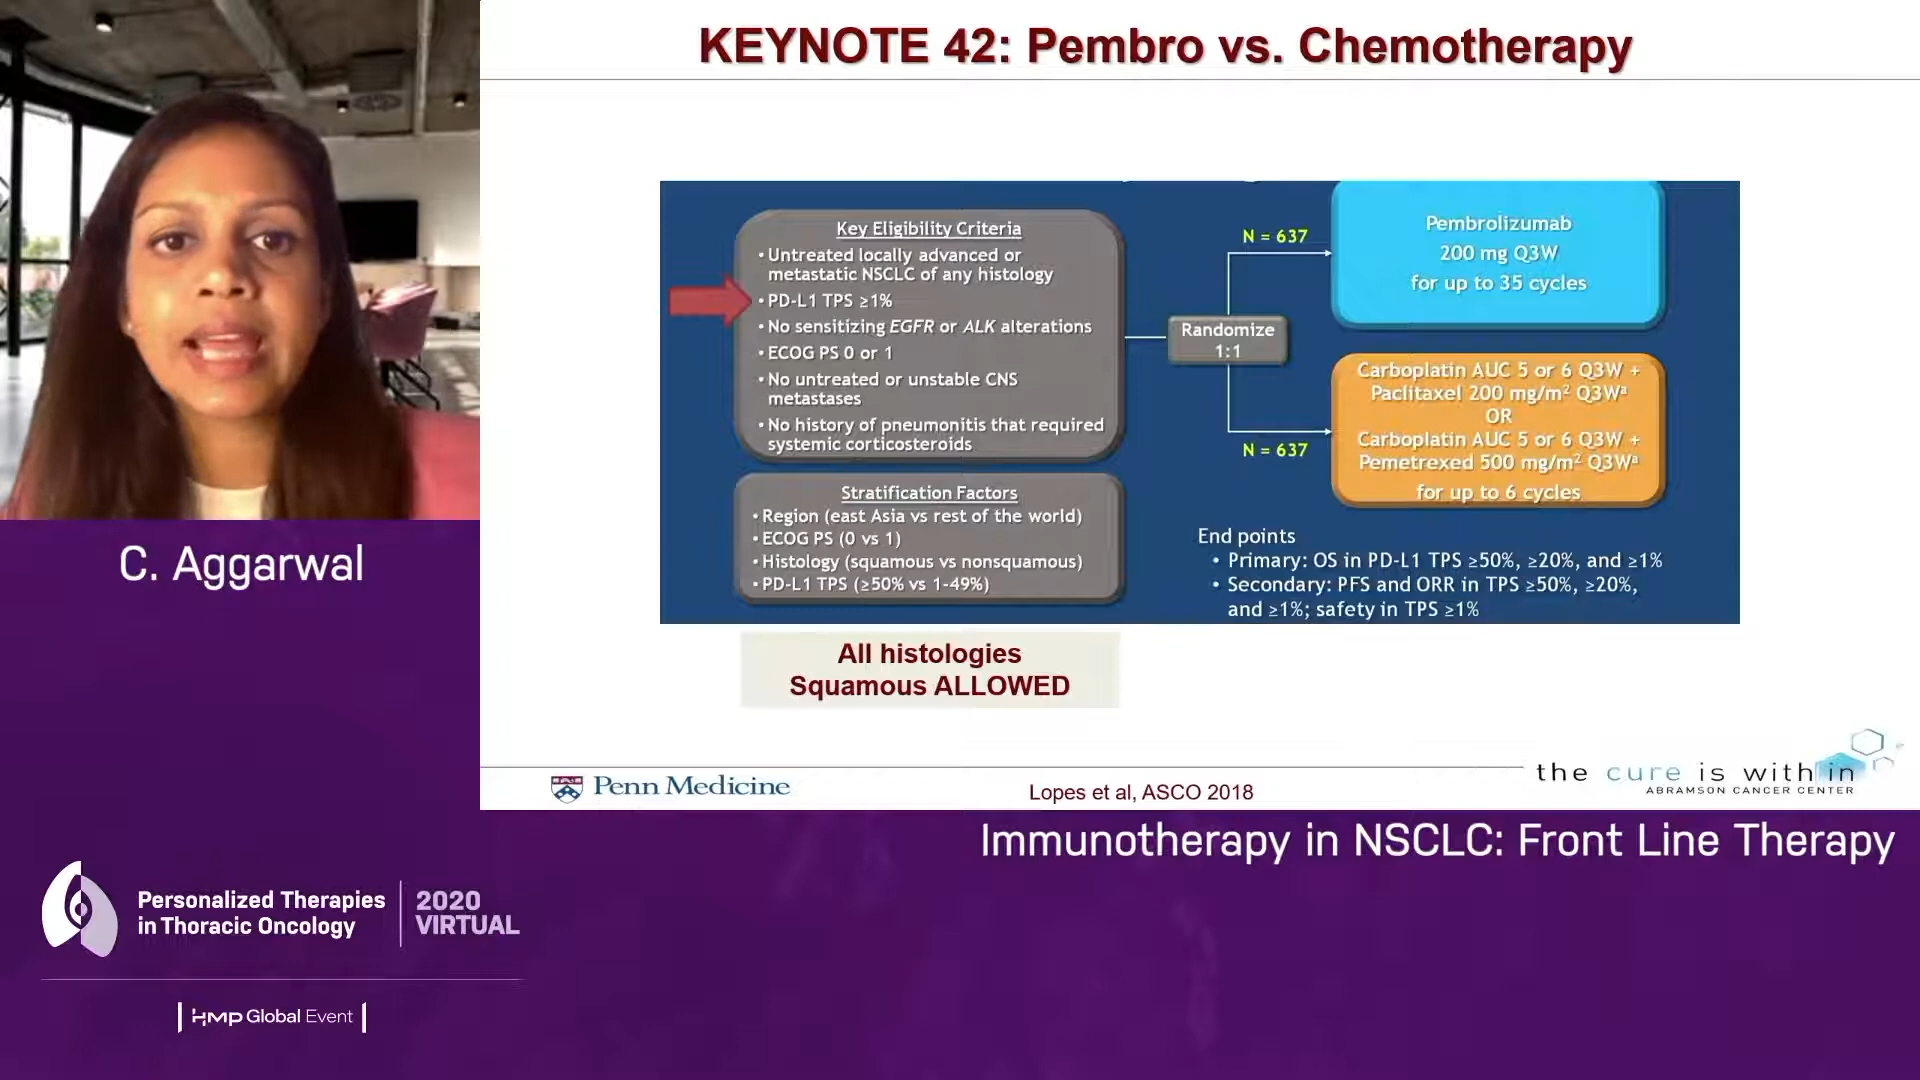 KEYNOTE 42: Pembro vs. Chemotherapy
Key Eligibility Criteria
• Untreated locally advanced or
metastatic NSCLC of any histology
• PD-L1 TPS ≥1%
• No sensitizing EGFR or ALK alterations
• ECOG PS 0 or 1
• No untreated or unstable CNS
metastases
• No history of pneumonitis that required
systemic corticosteroids
Stratification Factors
• Region (east Asia vs rest of the world)
• ECOG PS (0 vs 1)
• Histology (squamous vs nonsquamous)
• PD-L1 TPS (≥50% vs 1-49%)
Randomize
1:1
N = 637
N = 637
Pembrolizumab
200 mg Q3W
for up to 35 cycles
Carboplatin AUC 5 or 6 Q3W +
Paclitaxel 200 mg/m² Q3Wᵃ
OR
Carboplatin AUC 5 or 6 Q3W +
Pemetrexed 500 mg/m² Q3Wᵃ
for up to 6 cycles
End points
• Primary: OS in PD-L1 TPS ≥50%, ≥20%, and ≥1%
• Secondary: PFS and ORR in TPS ≥50%, ≥20%,
and ≥1%; safety in TPS ≥1%
All histologies
Squamous ALLOWED
Penn Medicine
Lopes et al, ASCO 2018
the cure is within
ABRAMSON CANCER CENTER
C. Aggarwal
Immunotherapy in NSCLC: Front Line Therapy
Personalized Therapies
in Thoracic Oncology
2020
VIRTUAL
HMP Global Event